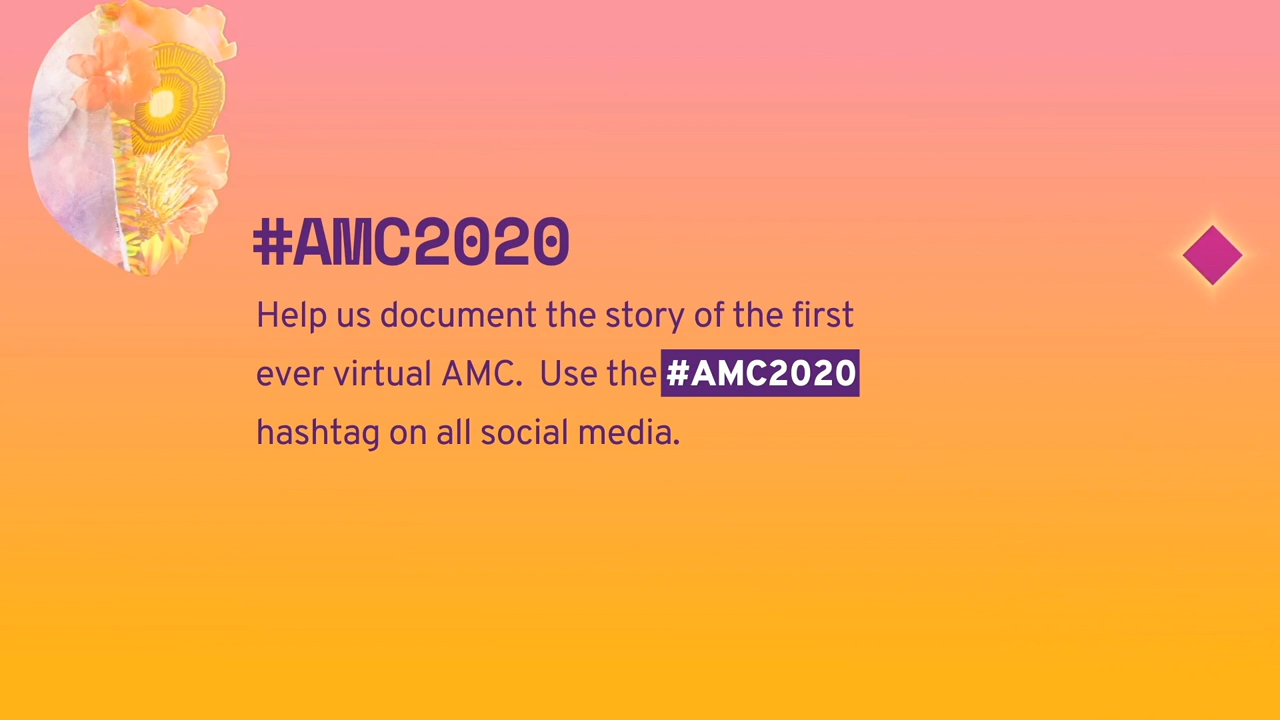 #AMC2020
Help us document the story of the first
ever virtual AMC.  Use the #AMC2020
hashtag on all social media.